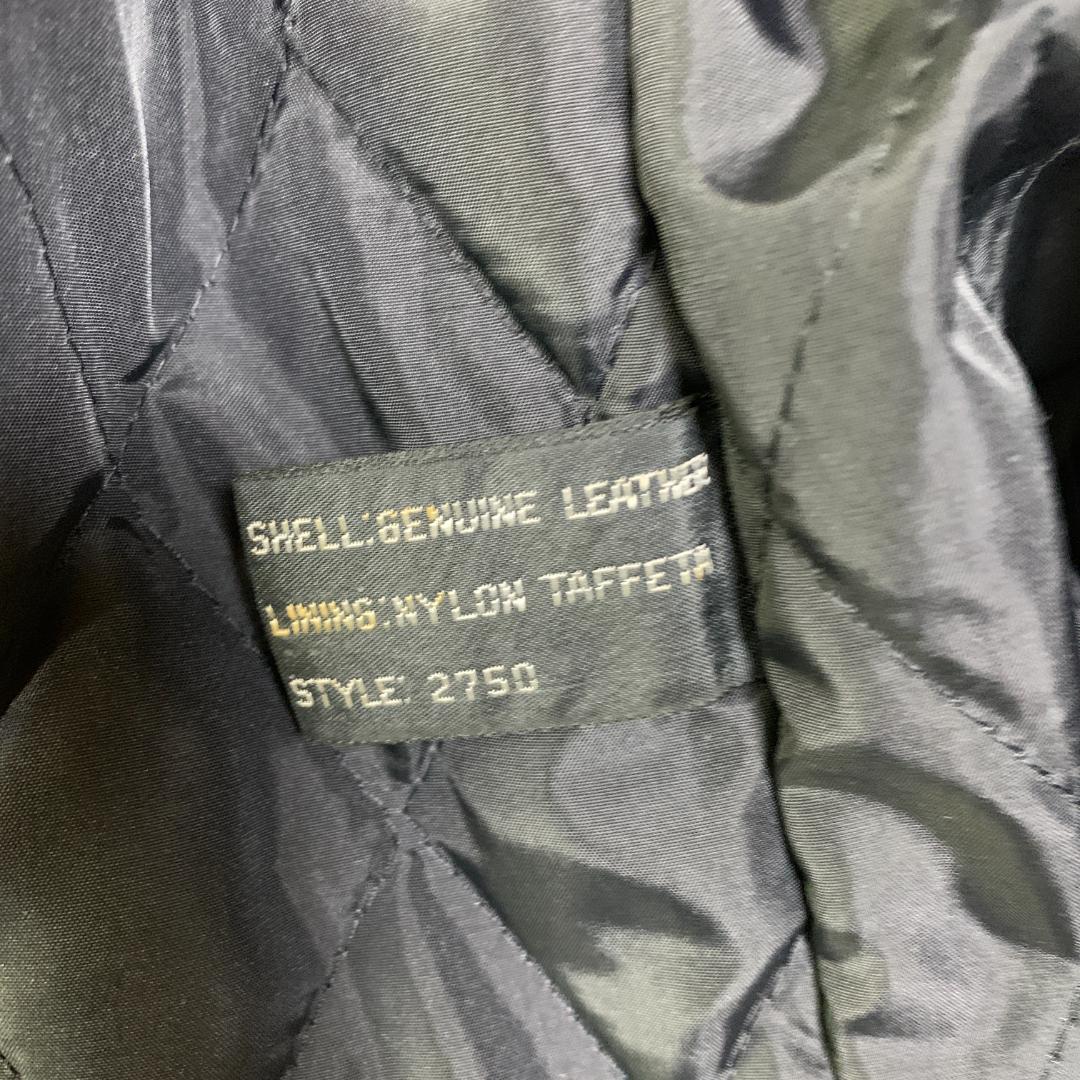 SHELL:GENUINE LEATHER
LINING:NYLON TAFFETA
STYLE: 2750